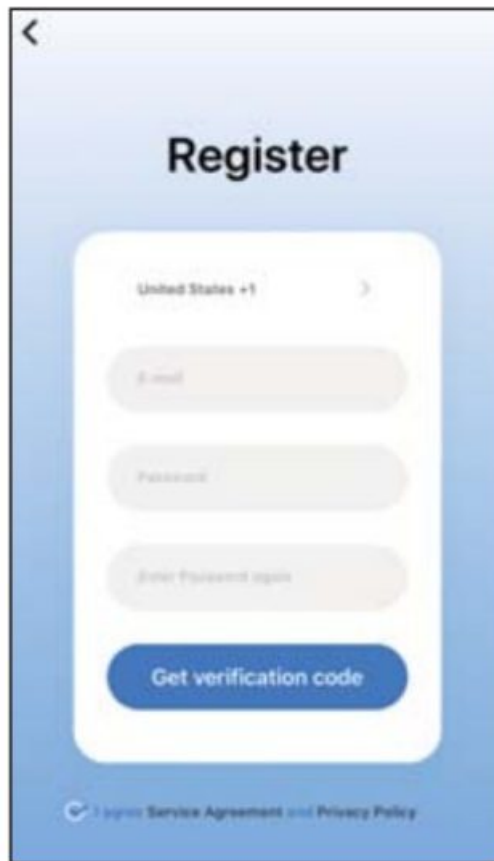 Register
United States +1
E-mail
Password
Enter Password again
Get verification code
I agree Service Agreement and Privacy Policy